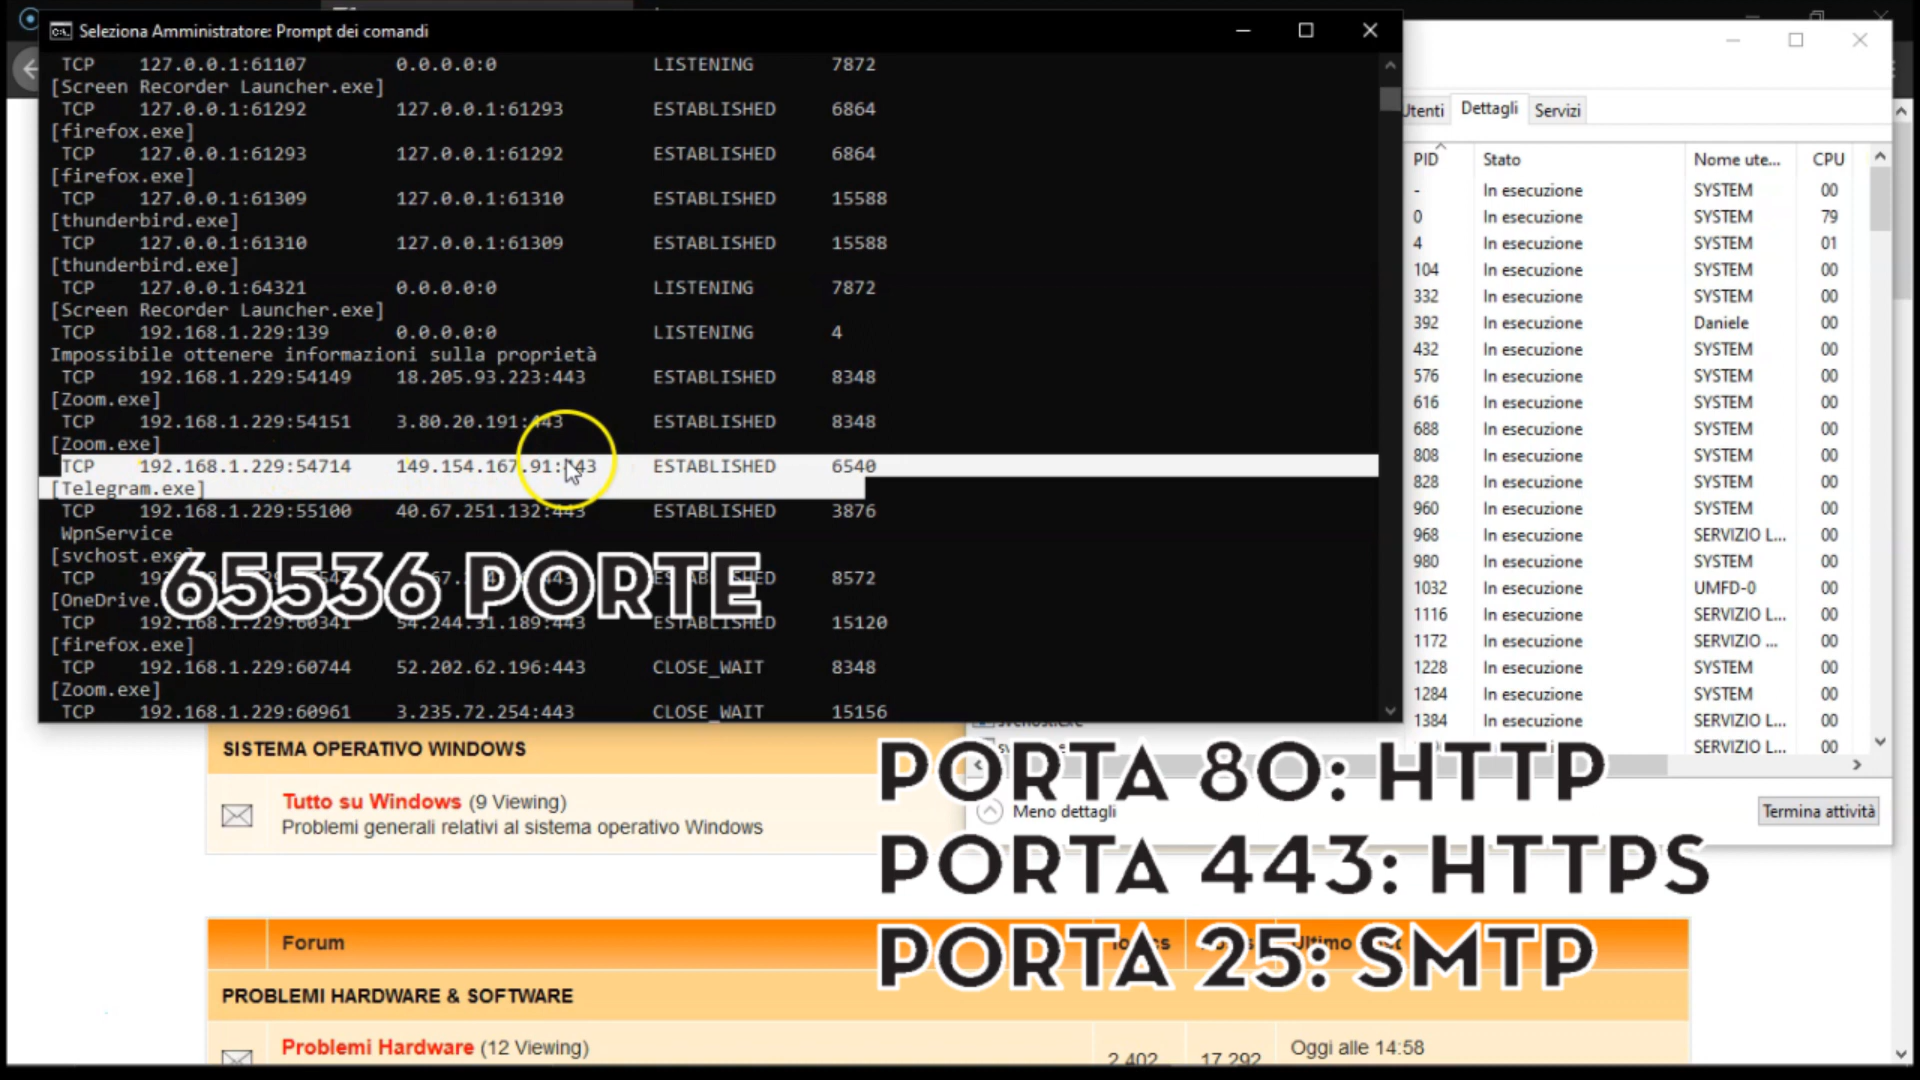 Seleziona Amministratore: Prompt dei comandi
TCP 127.0.0.1:61107 0.0.0.0:0 LISTENING 7872
[Screen Recorder Launcher.exe]
TCP 127.0.0.1:61292 127.0.0.1:61293 ESTABLISHED 6864
[firefox.exe]
TCP 127.0.0.1:61293 127.0.0.1:61292 ESTABLISHED 6864
[firefox.exe]
TCP 127.0.0.1:61309 127.0.0.1:61310 ESTABLISHED 15588
[thunderbird.exe]
TCP 127.0.0.1:61310 127.0.0.1:61309 ESTABLISHED 15588
[thunderbird.exe]
TCP 127.0.0.1:64321 0.0.0.0:0 LISTENING 7872
[Screen Recorder Launcher.exe]
TCP 192.168.1.229:139 0.0.0.0:0 LISTENING 4
Impossibile ottenere informazioni sulla proprietà
TCP 192.168.1.229:54149 18.205.93.223:443 ESTABLISHED 8348
[Zoom.exe]
TCP 192.168.1.229:54151 3.80.20.191:443 ESTABLISHED 8348
[Zoom.exe]
TCP 192.168.1.229:54714 149.154.167.91:443 ESTABLISHED 6540
[Telegram.exe]
TCP 192.168.1.229:55100 40.67.251.132:443 ESTABLISHED 3876
WpnService
[svchost.exe]
TCP 8572
[OneDrive.
TCP 192.168.1.229:60341 54.244.31.189:443 ESTABLISHED 15120
[firefox.exe]
TCP 192.168.1.229:60744 52.202.62.196:443 CLOSE_WAIT 8348
[Zoom.exe]
TCP 192.168.1.229:60961 3.235.72.254:443 CLOSE_WAIT 15156
65536 PORTE
Utenti Dettagli Servizi
PID Stato Nome ute... CPU
- In esecuzione SYSTEM 00
0 In esecuzione SYSTEM 79
4 In esecuzione SYSTEM 01
104 In esecuzione SYSTEM 00
332 In esecuzione SYSTEM 00
392 In esecuzione Daniele 00
432 In esecuzione SYSTEM 00
576 In esecuzione SYSTEM 00
616 In esecuzione SYSTEM 00
688 In esecuzione SYSTEM 00
808 In esecuzione SYSTEM 00
828 In esecuzione SYSTEM 00
960 In esecuzione SYSTEM 00
968 In esecuzione SERVIZIO L... 00
980 In esecuzione SYSTEM 00
1032 In esecuzione UMFD-0 00
1116 In esecuzione SERVIZIO L... 00
1172 In esecuzione SERVIZIO ... 00
1228 In esecuzione SYSTEM 00
1284 In esecuzione SYSTEM 00
1384 In esecuzione SERVIZIO L... 00
In esecuzione SERVIZIO L... 00
Meno dettagli Termina attività
SISTEMA OPERATIVO WINDOWS
Tutto su Windows (9 Viewing)
Problemi generali relativi al sistema operativo Windows
PORTA 80: HTTP
PORTA 443: HTTPS
PORTA 25: SMTP
Forum Ultimo
PROBLEMI HARDWARE & SOFTWARE
Problemi Hardware (12 Viewing) 2.402 17.292 Oggi alle 14:58